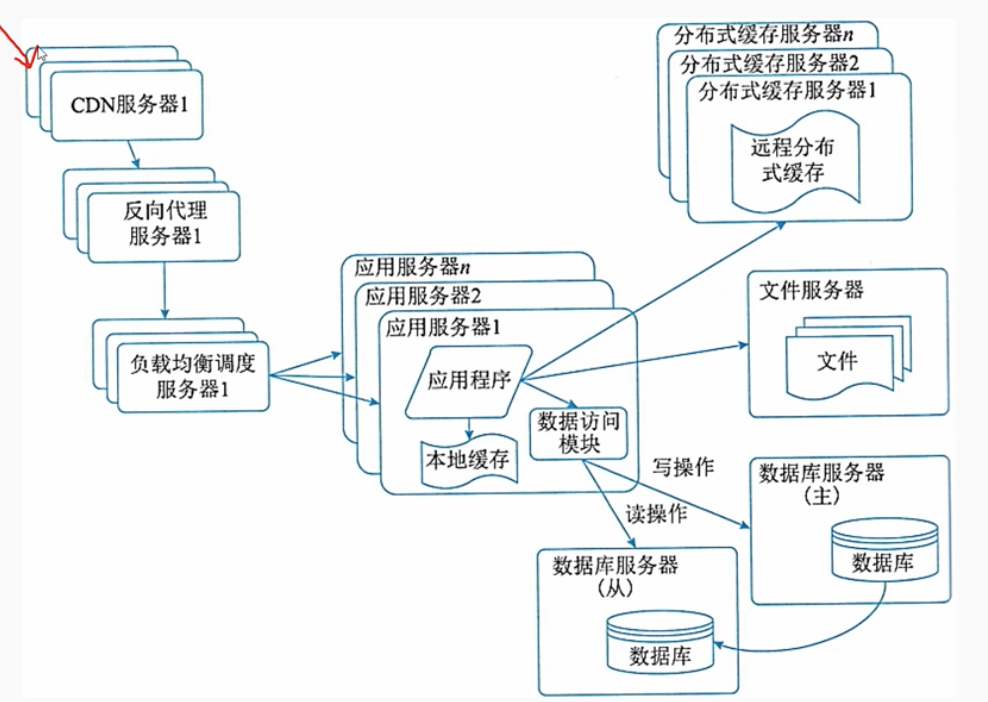 CDN服务器1
反向代理
服务器1
负载均衡调度
服务器1
应用服务器n
应用服务器2
应用服务器1
应用程序
本地缓存
数据访问
模块
分布式缓存服务器n
分布式缓存服务器2
分布式缓存服务器1
远程分布
式缓存
文件服务器
文件
写操作
读操作
数据库服务器
(主)
数据库
数据库服务器
(从)
数据库